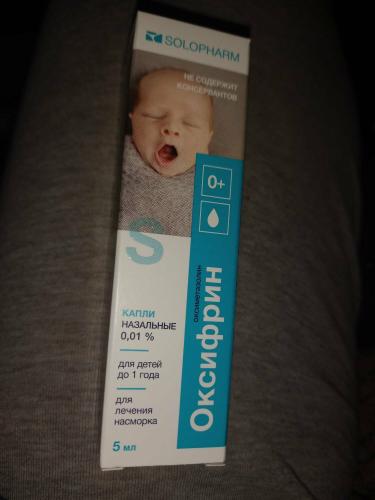 SOLOPHARM
НЕ СОДЕРЖИТ
КОНСЕРВАНТОВ
0+
S
оксиметазолин
Оксифрин
КАПЛИ
НАЗАЛЬНЫЕ
0,01 %
для детей
до 1 года
для
лечения
насморка
5 мл